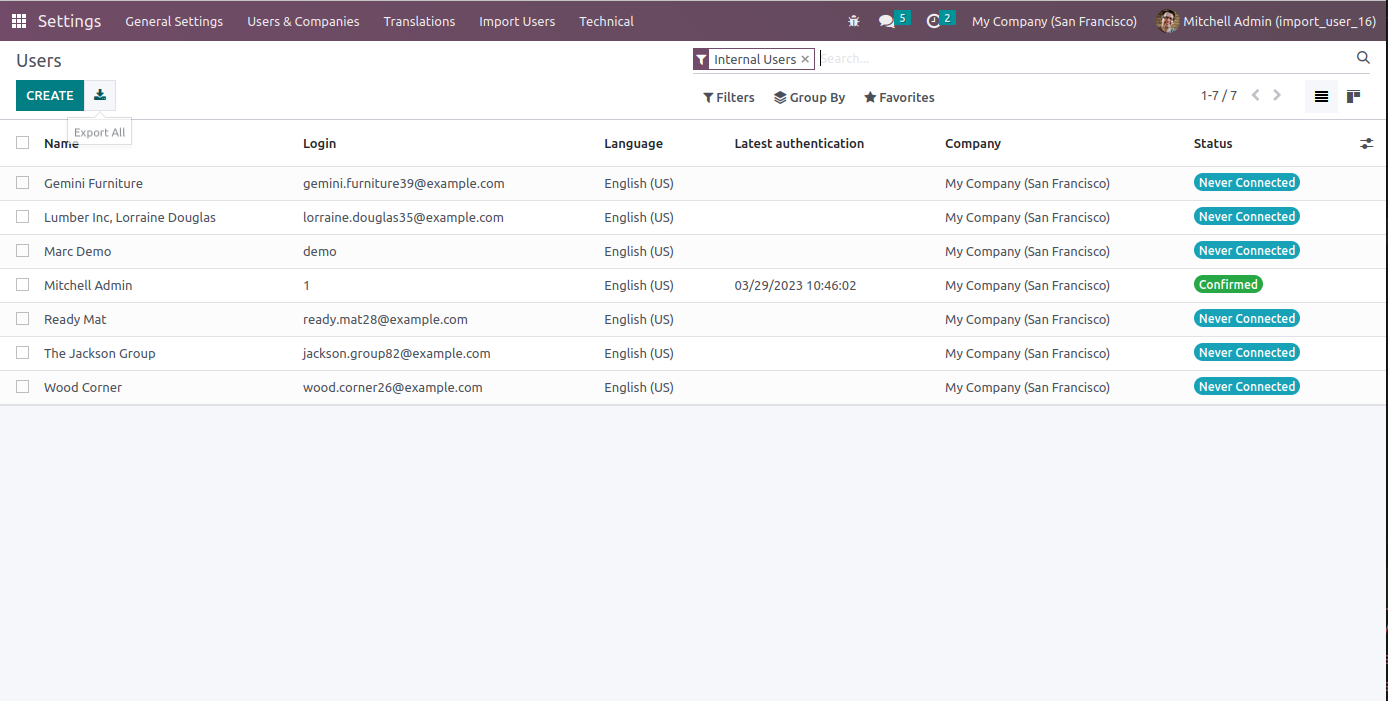 Settings General Settings Users & Companies Translations Import Users Technical 5 2 My Company (San Francisco) Mitchell Admin (import_user_16)
Users Internal Users × Search...
CREATE Filters Group By Favorites 1-7 / 7
Export All
Name Login Language Latest authentication Company Status
Gemini Furniture gemini.furniture39@example.com English (US) My Company (San Francisco) Never Connected
Lumber Inc, Lorraine Douglas lorraine.douglas35@example.com English (US) My Company (San Francisco) Never Connected
Marc Demo demo English (US) My Company (San Francisco) Never Connected
Mitchell Admin 1 English (US) 03/29/2023 10:46:02 My Company (San Francisco) Confirmed
Ready Mat ready.mat28@example.com English (US) My Company (San Francisco) Never Connected
The Jackson Group jackson.group82@example.com English (US) My Company (San Francisco) Never Connected
Wood Corner wood.corner26@example.com English (US) My Company (San Francisco) Never Connected